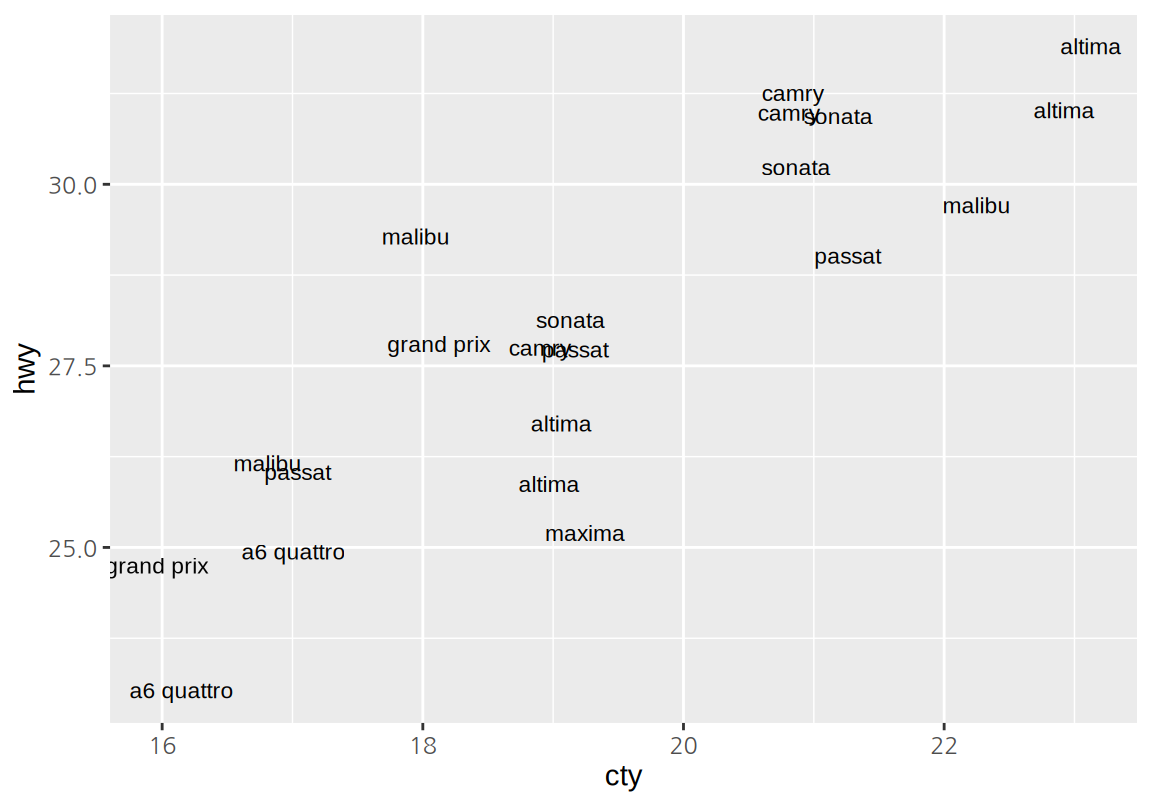 altima
camry
altima
camry
sonata
sonata
30.0
malibu
malibu
passat
sonata
grand prix
camry
passat
27.5
hwy
altima
malibu
passat
altima
maxima
25.0
a6 quattro
grand prix
a6 quattro
16
18
20
22
cty